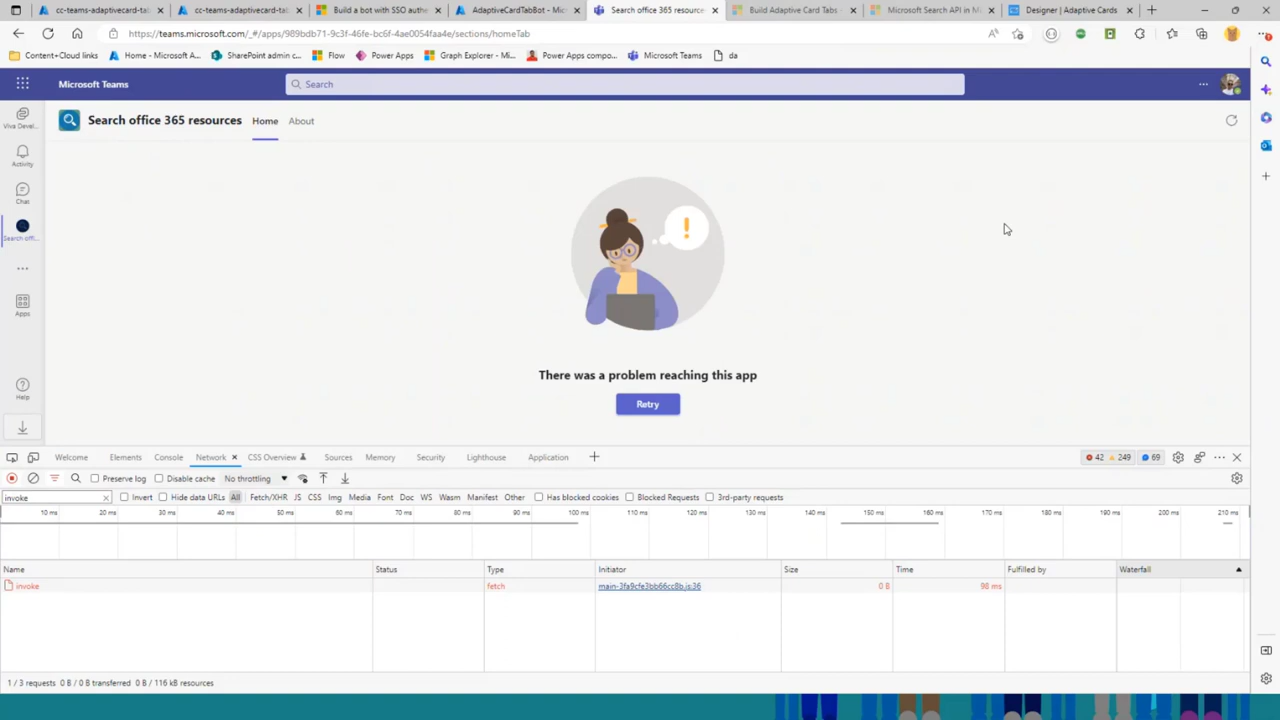 cc-teams-adaptivecard-tab
cc-teams-adaptivecard-tab
Build a bot with SSO authe
AdaptiveCardTabBot - Micr
Search office 365 resources
Build Adaptive Card Tabs -
Microsoft Search API in M
Designer | Adaptive Cards
https://teams.microsoft.com/_#/apps/989bdb71-9c3f-46fe-bc6f-4ae0054faa4e/sections/homeTab
Content+Cloud links
Home - Microsoft A...
SharePoint admin c...
Flow
Power Apps
Graph Explorer - Mi...
Power Apps compo...
Microsoft Teams
da
Microsoft Teams
Search
Viva Devel...
Activity
Chat
Search offi...
Apps
Help
Search office 365 resources
Home
About
There was a problem reaching this app
Retry
Welcome
Elements
Console
Network
CSS Overview
Sources
Memory
Security
Lighthouse
Application
42
249
69
Preserve log
Disable cache
No throttling
invoke
Invert
Hide data URLs
All
Fetch/XHR
JS
CSS
Img
Media
Font
Doc
WS
Wasm
Manifest
Other
Has blocked cookies
Blocked Requests
3rd-party requests
10 ms
20 ms
30 ms
40 ms
50 ms
60 ms
70 ms
80 ms
90 ms
100 ms
110 ms
120 ms
130 ms
140 ms
150 ms
160 ms
170 ms
180 ms
190 ms
200 ms
210 ms
Name
Status
Type
Initiator
Size
Time
Fulfilled by
Waterfall
invoke
fetch
main-3fa9cfe3bb66cc8b.js:36
0 B
98 ms
1 / 3 requests
0 B / 0 B transferred
0 B / 116 kB resources